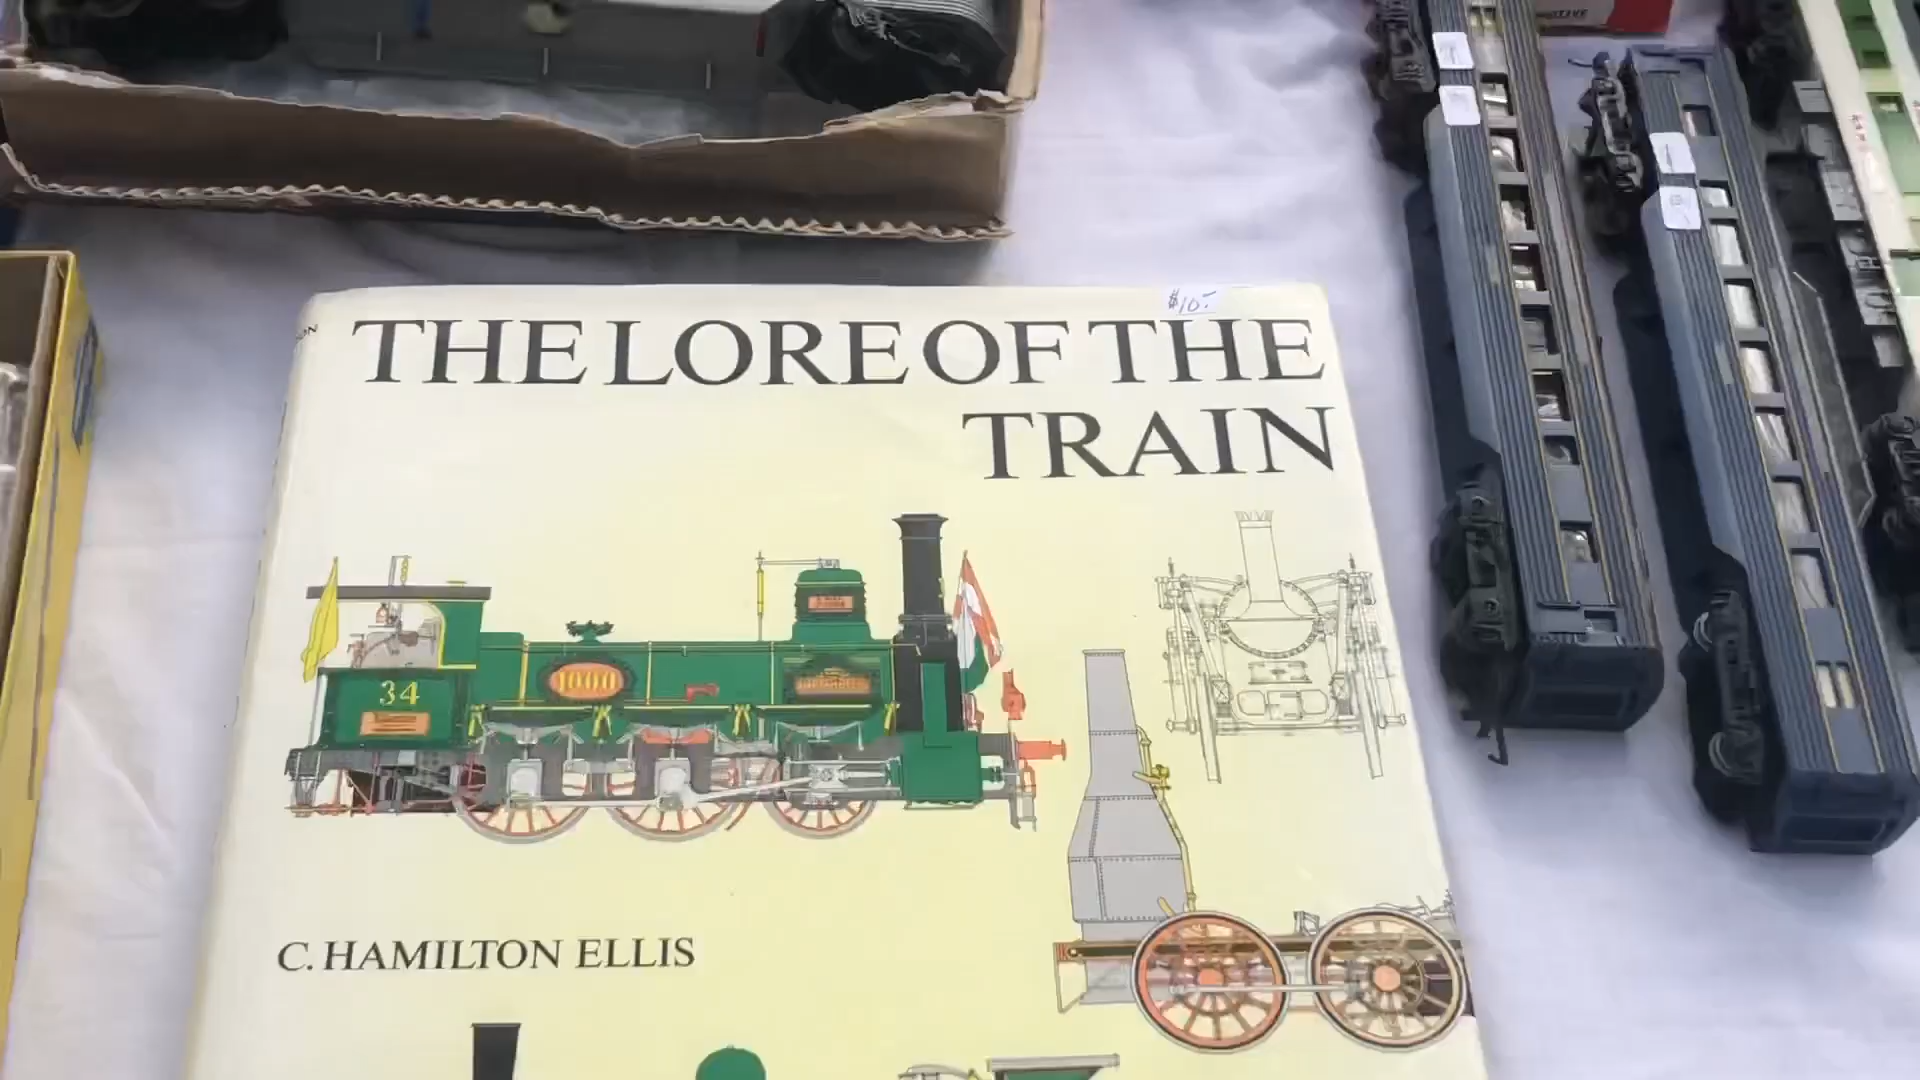 $10.-
THE LORE OF THE
TRAIN
1000
34
C. HAMILTON ELLIS